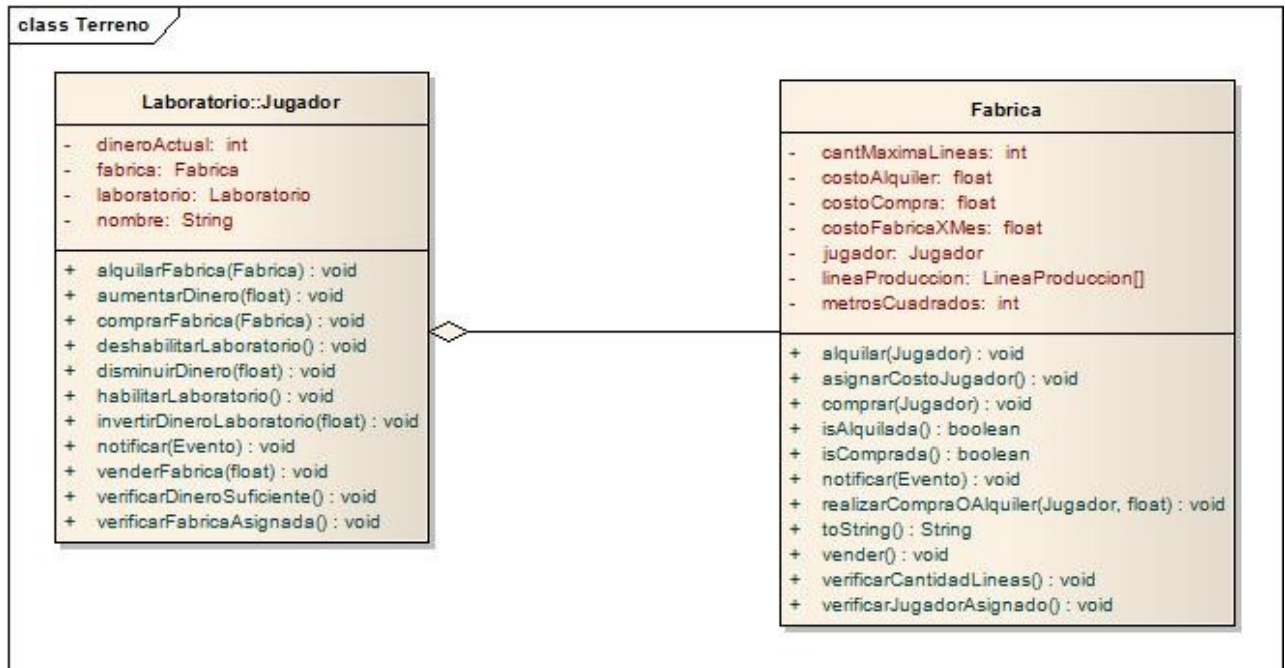 class Terreno
Laboratorio::Jugador
- dineroActual: int
- fabrica: Fabrica
- laboratorio: Laboratorio
- nombre: String
+ alquilarFabrica(Fabrica) : void
+ aumentarDinero(float) : void
+ comprarFabrica(Fabrica) : void
+ deshabilitarLaboratorio() : void
+ disminuirDinero(float) : void
+ habilitarLaboratorio() : void
+ invertirDineroLaboratorio(float) : void
+ notificar(Evento) : void
+ venderFabrica(float) : void
+ verificarDineroSuficiente() : void
+ verificarFabricaAsignada() : void
Fabrica
- cantMaximaLineas: int
- costoAlquiler: float
- costoCompra: float
- costoFabricaXMes: float
- jugador: Jugador
- lineaProduccion: LineaProduccion[]
- metrosCuadrados: int
+ alquilar(Jugador) : void
+ asignarCostoJugador() : void
+ comprar(Jugador) : void
+ isAlquilada() : boolean
+ isComprada() : boolean
+ notificar(Evento) : void
+ realizarCompraOAlquiler(Jugador, float) : void
+ toString() : String
+ vender() : void
+ verificarCantidadLineas() : void
+ verificarJugadorAsignado() : void